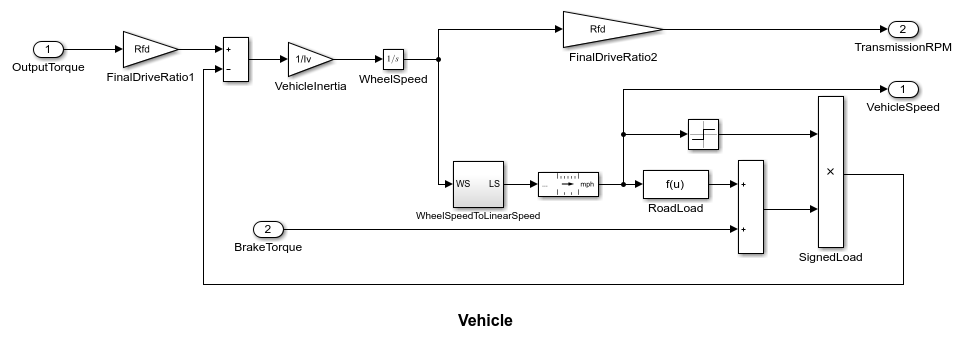 Rfd
2
1
TransmissionRPM
Rfd
+
−
OutputTorque
FinalDriveRatio1
FinalDriveRatio2
1/Iv
1/s
VehicleInertia
WheelSpeed
1
VehicleSpeed
×
WS LS
... mph
f(u)
+
RoadLoad
WheelSpeedToLinearSpeed
2
+
BrakeTorque
SignedLoad
Vehicle